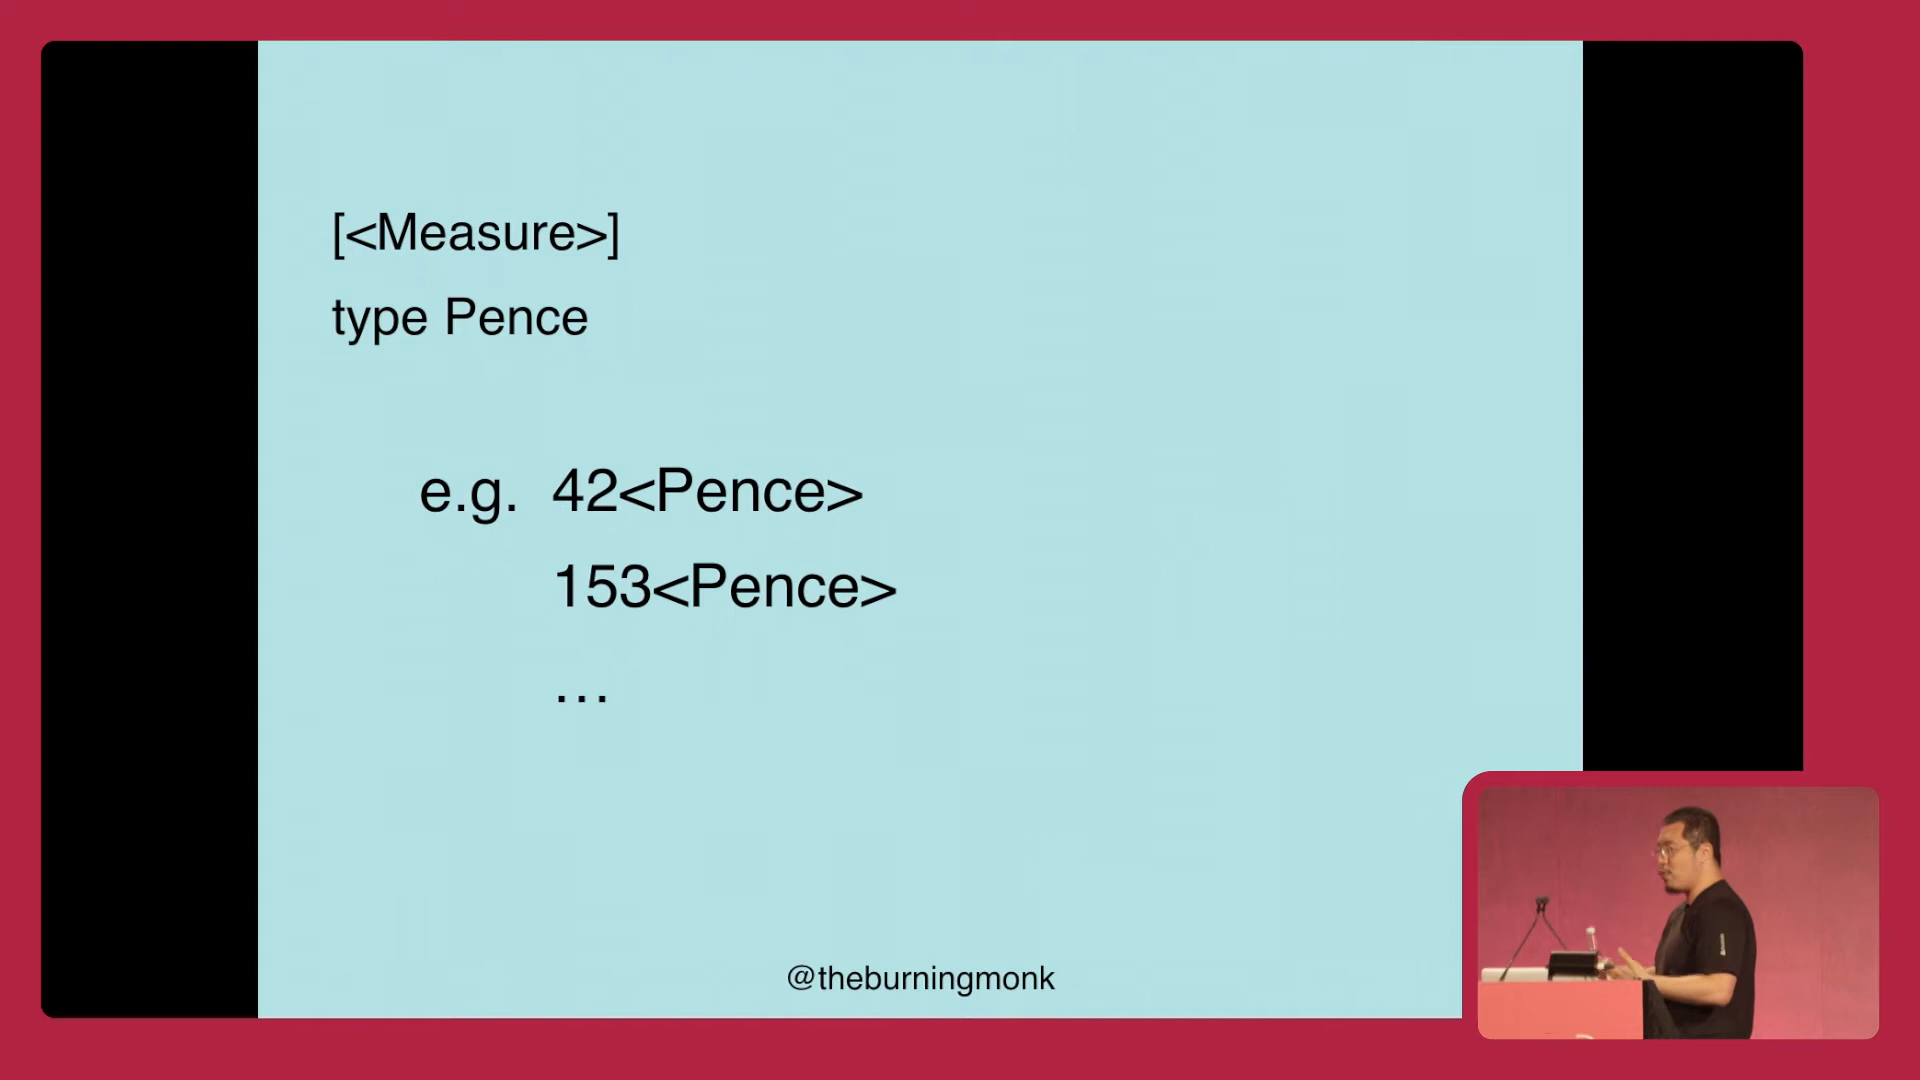 [<Measure>]
type Pence
e.g. 42<Pence>
153<Pence>
…
@theburningmonk